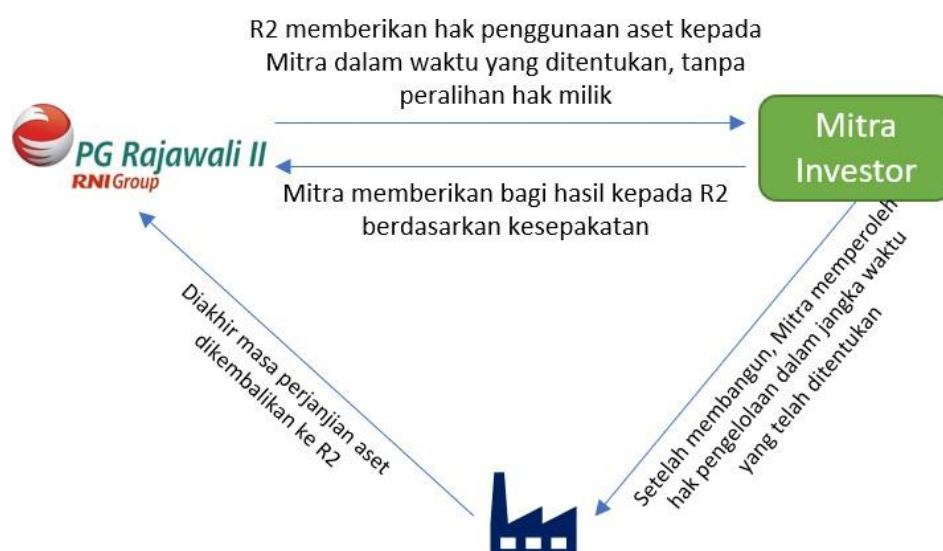 R2 memberikan hak penggunaan aset kepada
Mitra dalam waktu yang ditentukan, tanpa
peralihan hak milik
PG Rajawali II
RNI Group
Mitra
Investor
Mitra memberikan bagi hasil kepada R2
berdasarkan kesepakatan
Diakhir masa perjanjian aset
dikembalikan ke R2
Setelah membangun, Mitra memperoleh
hak pengelolaan dalam jangka waktu
yang telah ditentukan